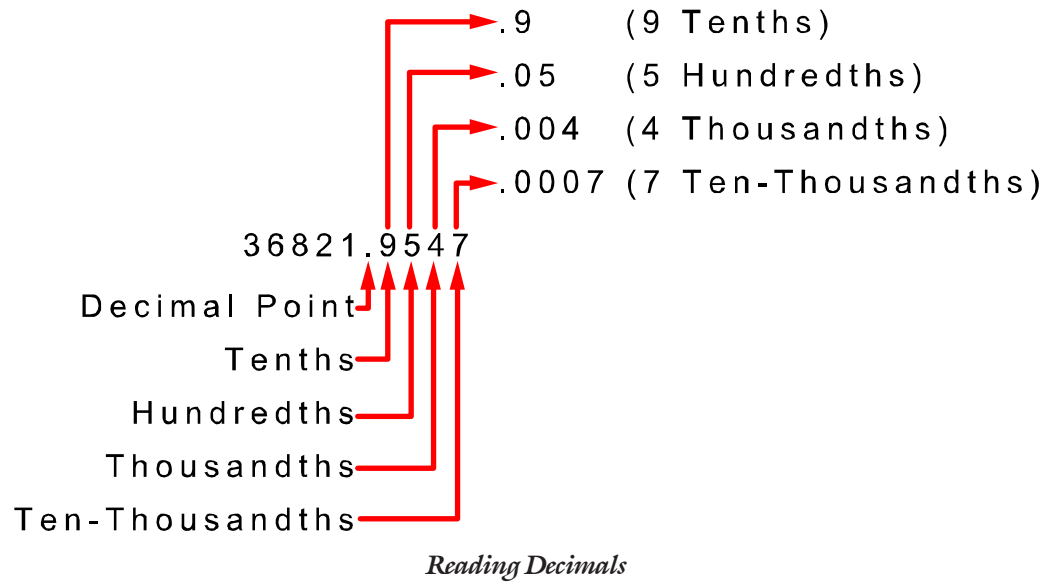 .9 (9 Tenths)
.05 (5 Hundredths)
.004 (4 Thousandths)
.0007 (7 Ten-Thousandths)
36821.9547
Decimal Point
Tenths
Hundredths
Thousandths
Ten-Thousandths
Reading Decimals